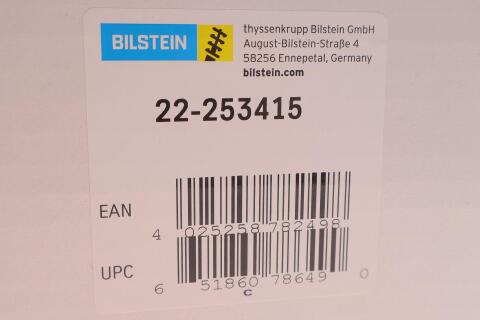 BILSTEIN
thyssenkrupp Bilstein GmbH
August-Bilstein-Straße 4
58256 Ennepetal, Germany
bilstein.com
22-253415
EAN
4 025258 782498
UPC
6 51860 78649 0
C